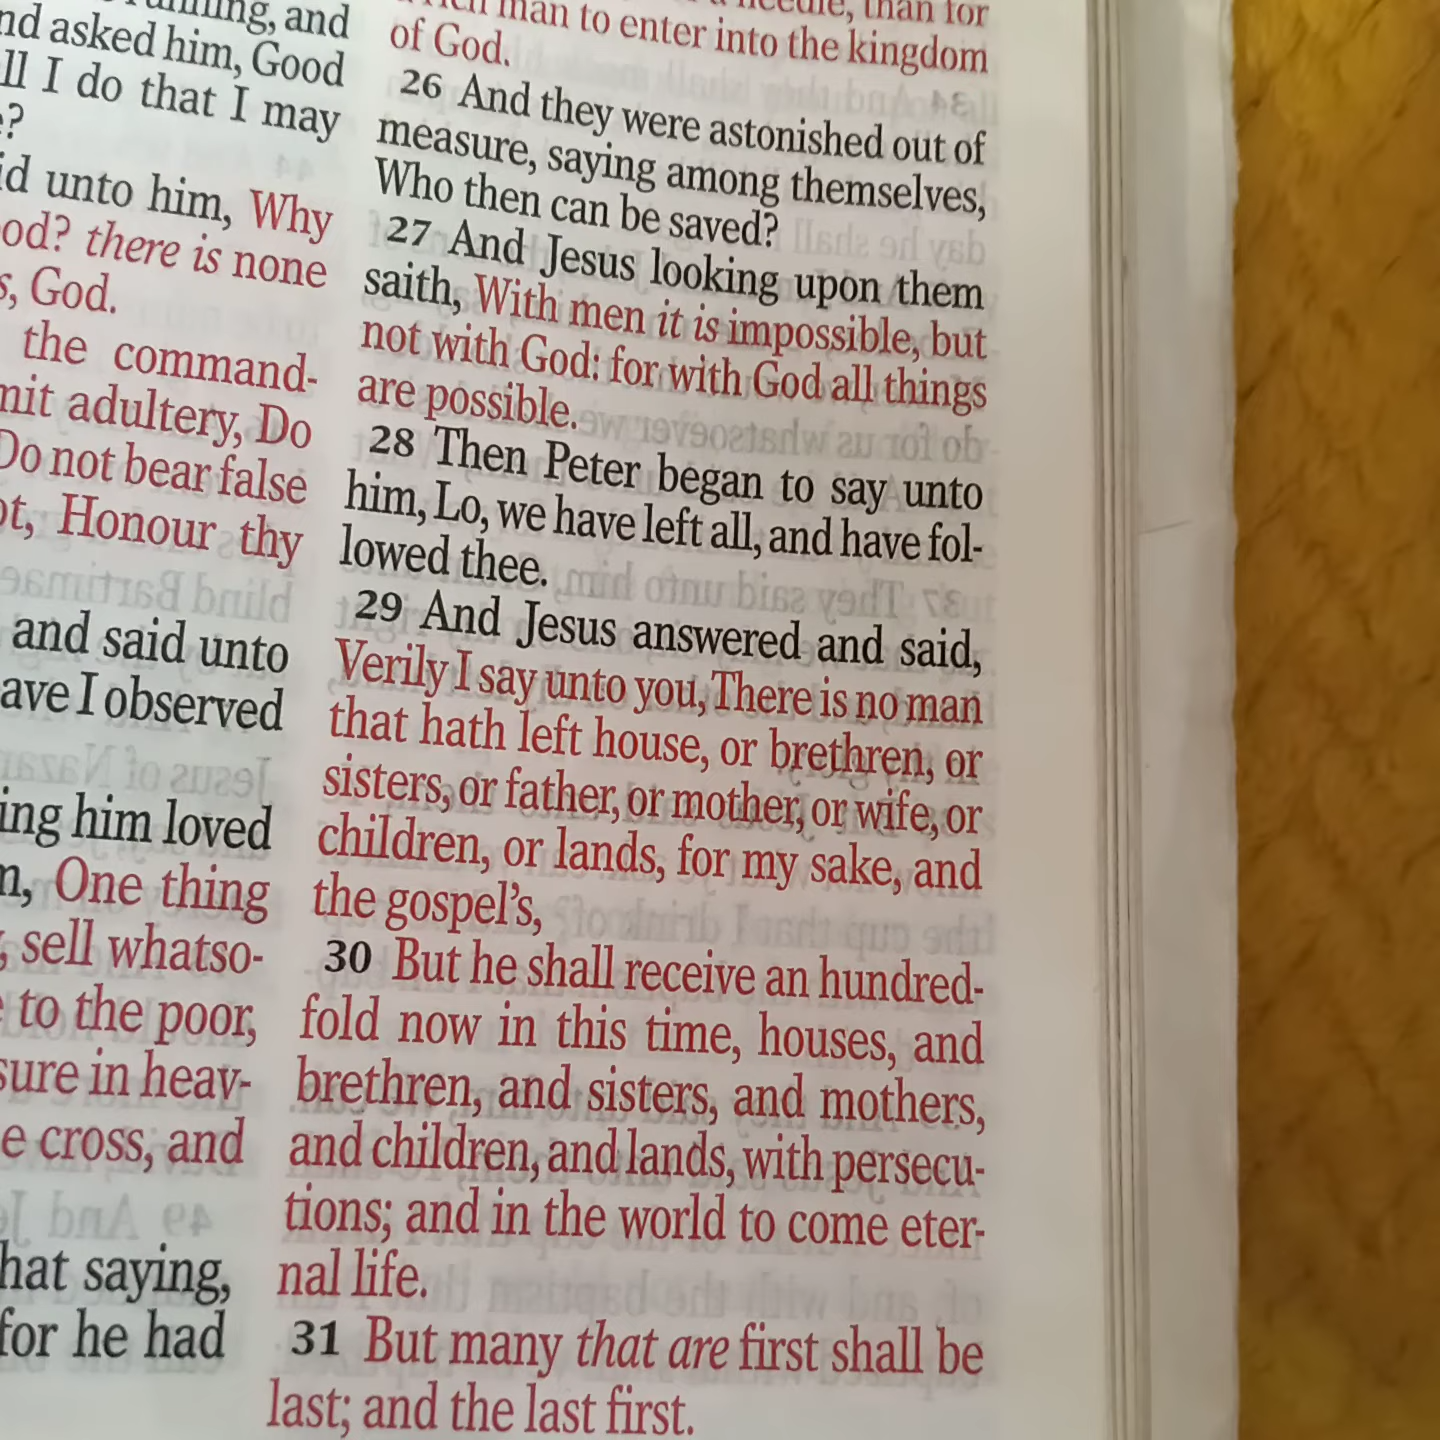 and
nd asked him, Good
ll I do that I may
e?
id unto him, Why
od? there is none
s, God.
the command-
mit adultery, Do
Do not bear false
ot, Honour thy
and said unto
ave I observed
ing him loved
n, One thing
, sell whatso-
to the poor,
sure in heav-
e cross, and
hat saying,
for he had
needle, than for
rich man to enter into the kingdom
of God.
26 And they were astonished out of
measure, saying among themselves,
Who then can be saved?
27 And Jesus looking upon them
saith, With men it is impossible, but
not with God: for with God all things
are possible.
28 Then Peter began to say unto
him, Lo, we have left all, and have fol-
lowed thee.
29 And Jesus answered and said,
Verily I say unto you, There is no man
that hath left house, or brethren, or
sisters, or father, or mother, or wife, or
children, or lands, for my sake, and
the gospel's,
30 But he shall receive an hundred-
fold now in this time, houses, and
brethren, and sisters, and mothers,
and children, and lands, with persecu-
tions; and in the world to come eter-
nal life.
31 But many that are first shall be
last; and the last first.